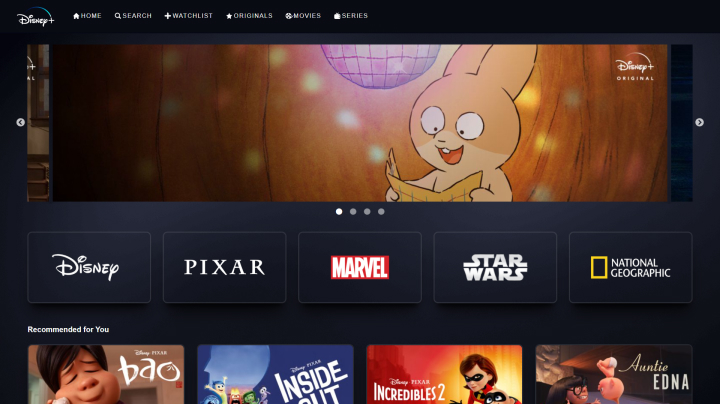 Disney+
HOME SEARCH WATCHLIST ORIGINALS MOVIES SERIES
Disney+
ORIGINAL
AL
Disney
PIXAR
MARVEL
STAR
WARS
NATIONAL
GEOGRAPHIC
Recommended for You
Disney PIXAR
bao
Disney PIXAR
INSIDE
OUT
Disney PIXAR
INCREDIBLES 2
Auntie
EDNA